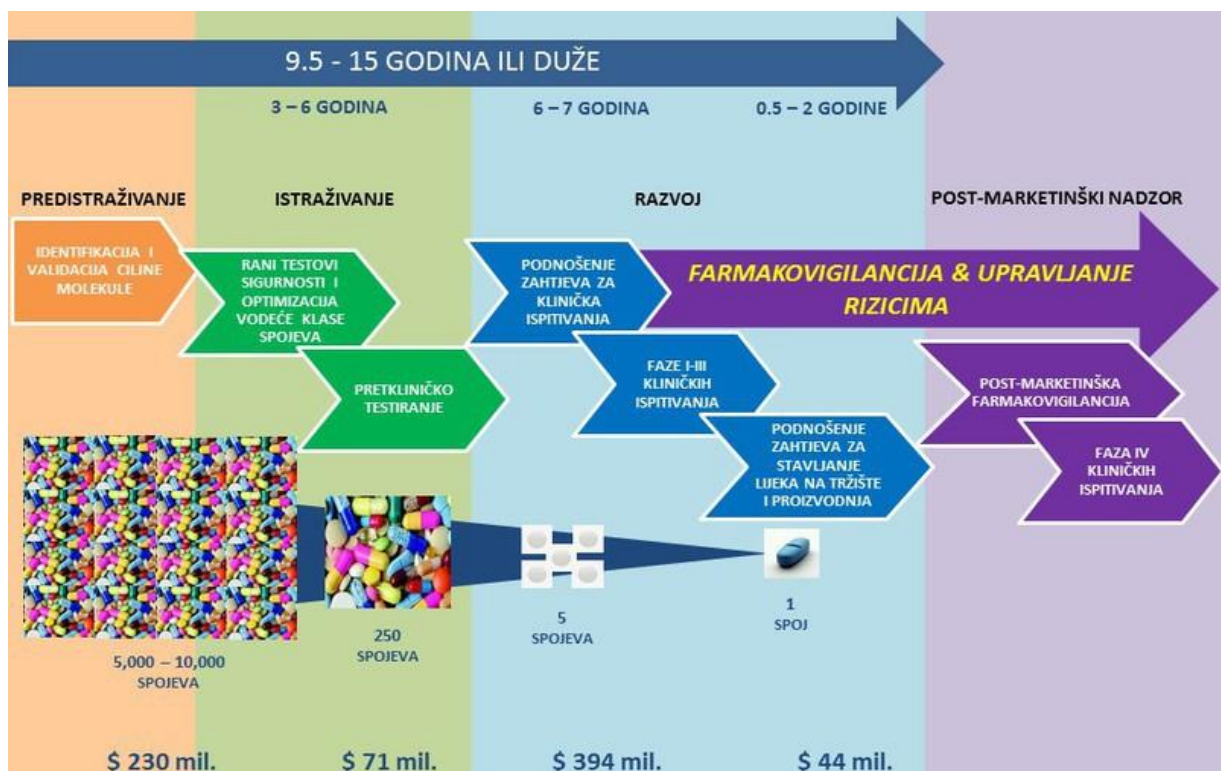 9.5 - 15 GODINA ILI DUŽE
3 – 6 GODINA
6 – 7 GODINA
0.5 – 2 GODINE
PREDISTRAŽIVANJE
ISTRAŽIVANJE
RAZVOJ
POST-MARKETINŠKI NADZOR
IDENTIFIKACIJA I
VALIDACIJA CILJNE
MOLEKULE
RANI TESTOVI
SIGURNOSTI I
OPTIMIZACIJA
VODEĆE KLASE
SPOJEVA
PRETKLINIČKO
TESTIRANJE
PODNOŠENJE
ZAHTJEVA ZA
KLINIČKA
ISPITIVANJA
FAZE I-III
KLINIČKIH
ISPITIVANJA
PODNOŠENJE
ZAHTJEVA ZA
STAVLJANJE
LIJEKA NA TRŽIŠTE
I PROIZVODNJA
FARMAKOVIGILANCIJA & UPRAVLJANJE
RIZICIMA
POST-MARKETINŠKA
FARMAKOVIGILANCIJA
FAZA IV
KLINIČKIH
ISPITIVANJA
5,000 – 10,000
SPOJEVA
250
SPOJEVA
5
SPOJEVA
1
SPOJ
$ 230 mil.
$ 71 mil.
$ 394 mil.
$ 44 mil.